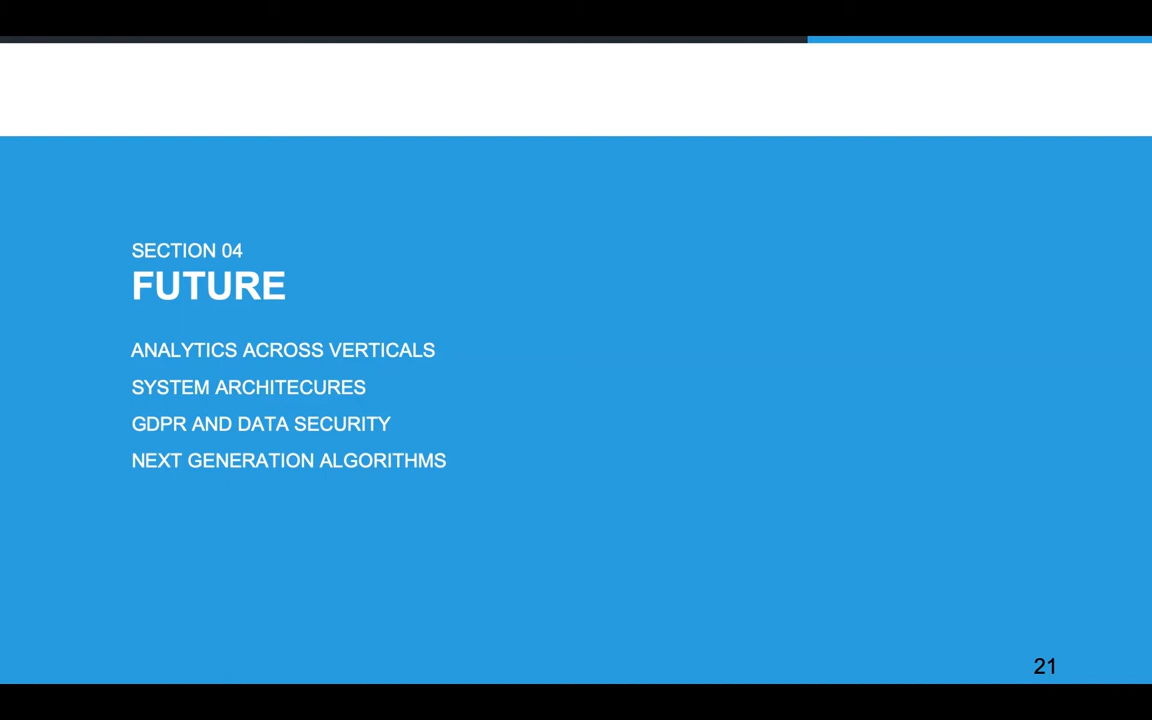 SECTION 04
FUTURE
ANALYTICS ACROSS VERTICALS
SYSTEM ARCHITECURES
GDPR AND DATA SECURITY
NEXT GENERATION ALGORITHMS
21